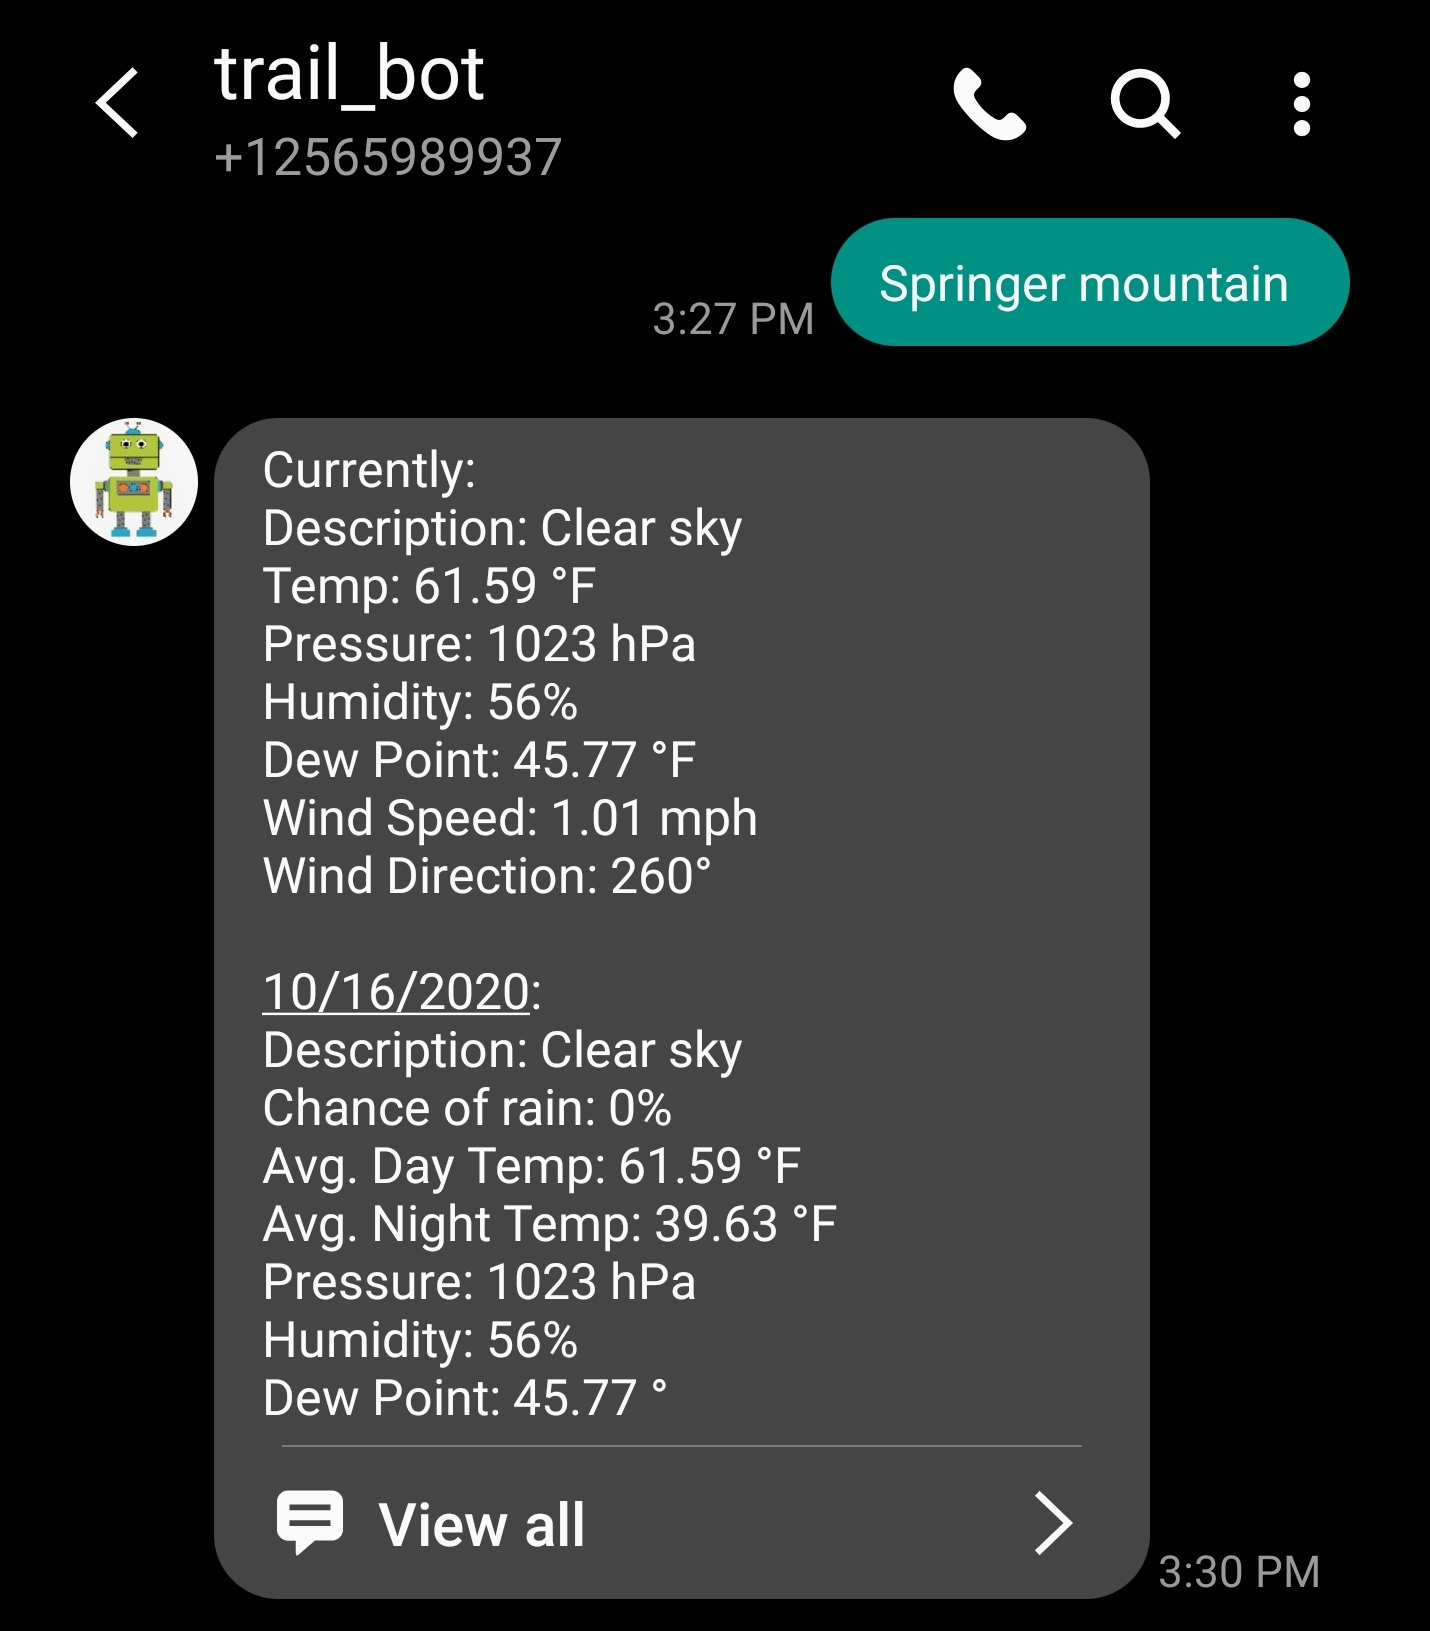 trail_bot
+12565989937
Springer mountain
3:27 PM
Currently:
Description: Clear sky
Temp: 61.59 °F
Pressure: 1023 hPa
Humidity: 56%
Dew Point: 45.77 °F
Wind Speed: 1.01 mph
Wind Direction: 260°
10/16/2020:
Description: Clear sky
Chance of rain: 0%
Avg. Day Temp: 61.59 °F
Avg. Night Temp: 39.63 °F
Pressure: 1023 hPa
Humidity: 56%
Dew Point: 45.77 °
View all
3:30 PM